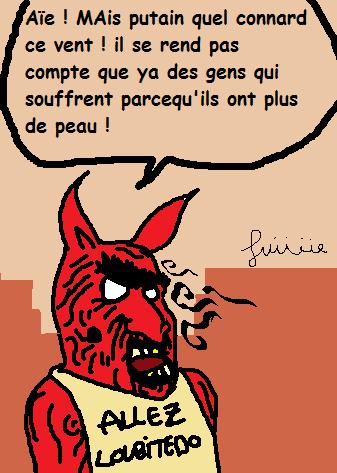 Aïe ! MAis putain quel connard
ce vent ! il se rend pas
compte que ya des gens qui
souffrent parcequ'ils ont plus
de peau !
fuiiiie
ALLEZ
LOUBiTEDO